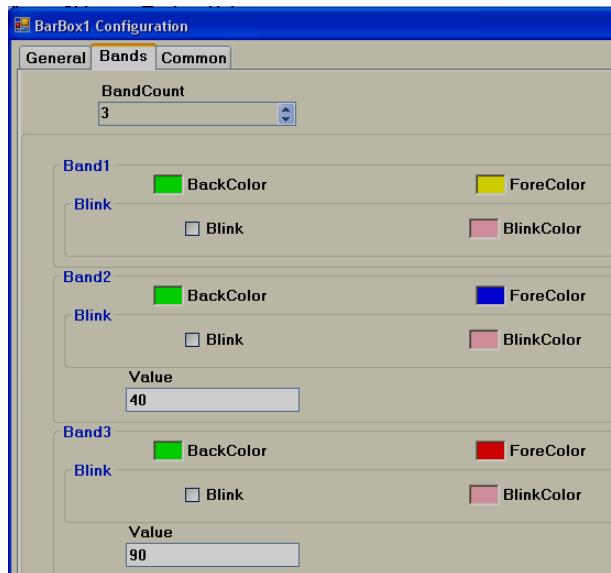 BarBox1 Configuration
General Bands Common
BandCount
3
Band1
BackColor ForeColor
Blink
Blink BlinkColor
Band2
BackColor ForeColor
Blink
Blink BlinkColor
Value
40
Band3
BackColor ForeColor
Blink
Blink BlinkColor
Value
90